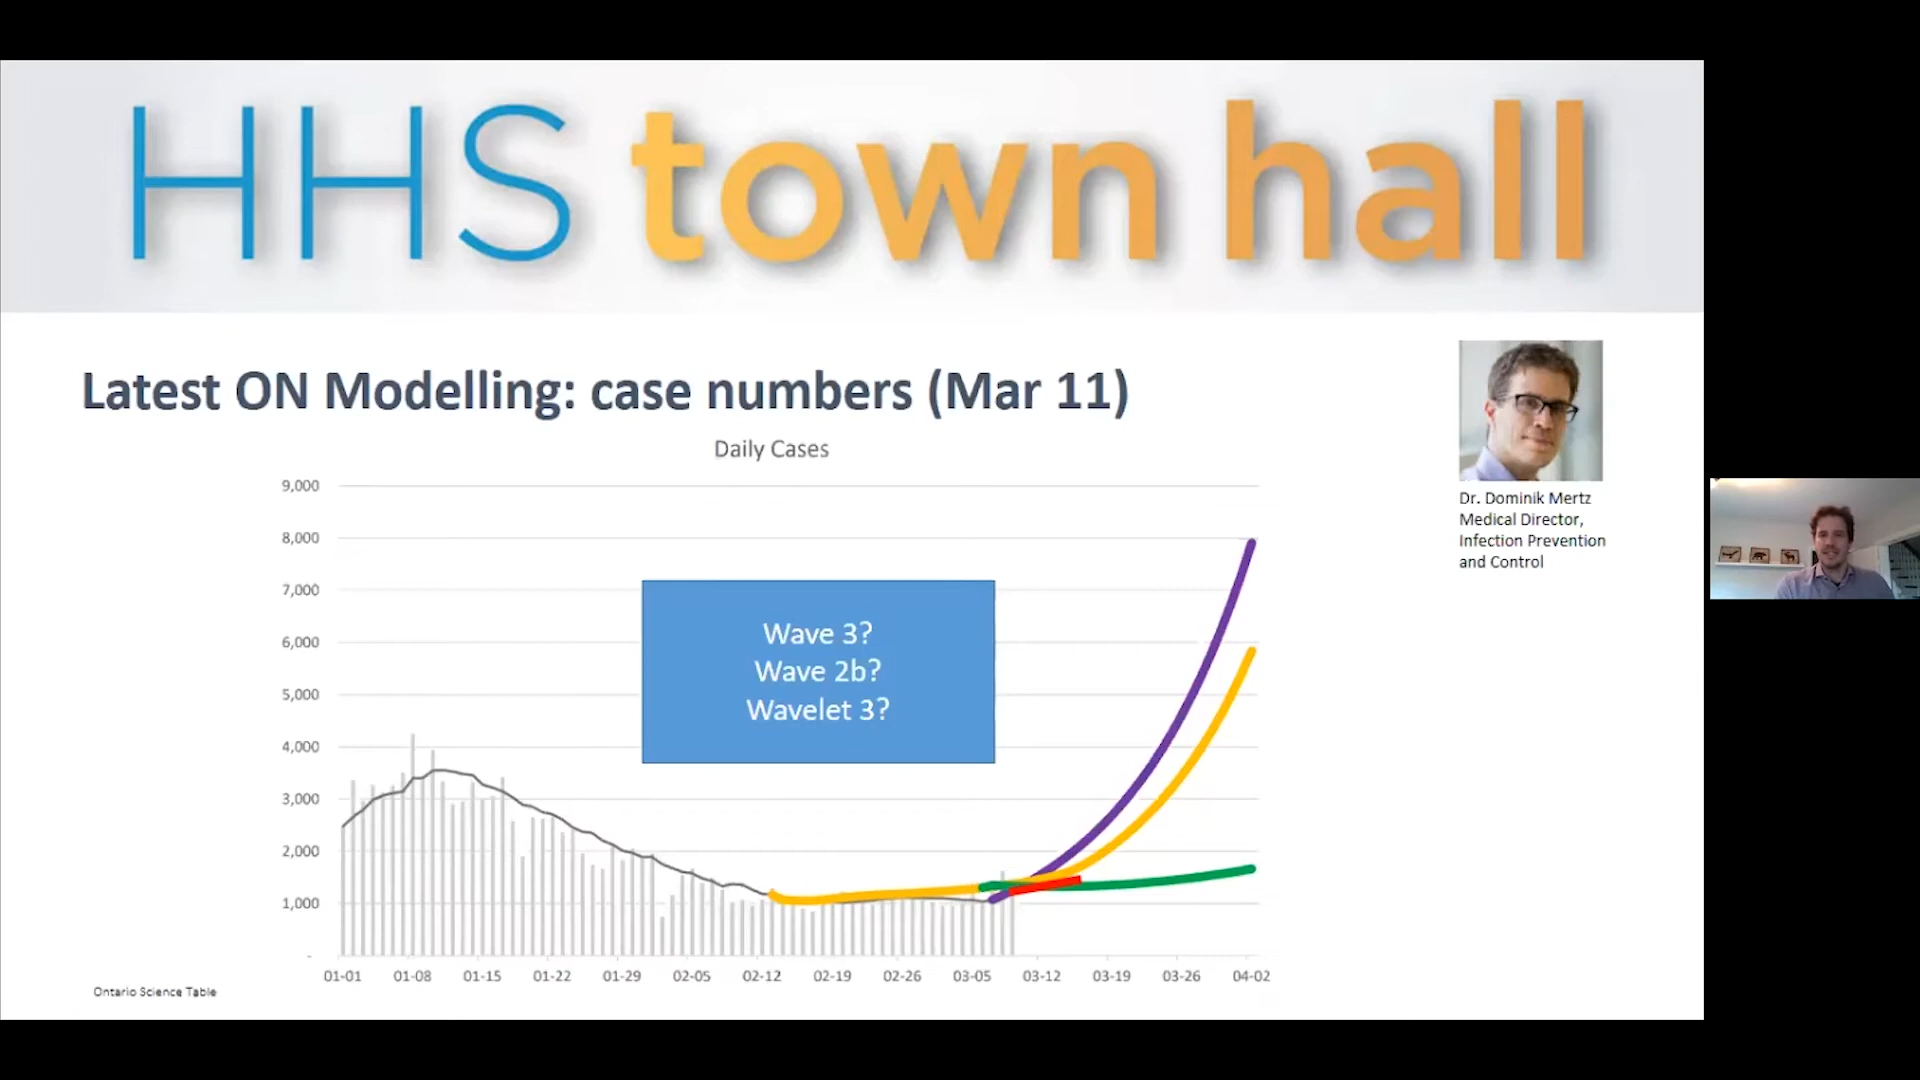 HHS town hall
Latest ON Modelling: case numbers (Mar 11)
Daily Cases
9,000
8,000
7,000
6,000
5,000
4,000
3,000
2,000
1,000
-
Wave 3?
Wave 2b?
Wavelet 3?
01-01 01-08 01-15 01-22 01-29 02-05 02-12 02-19 02-26 03-05 03-12 03-19 03-26 04-02
Ontario Science Table
Dr. Dominik Mertz
Medical Director,
Infection Prevention
and Control